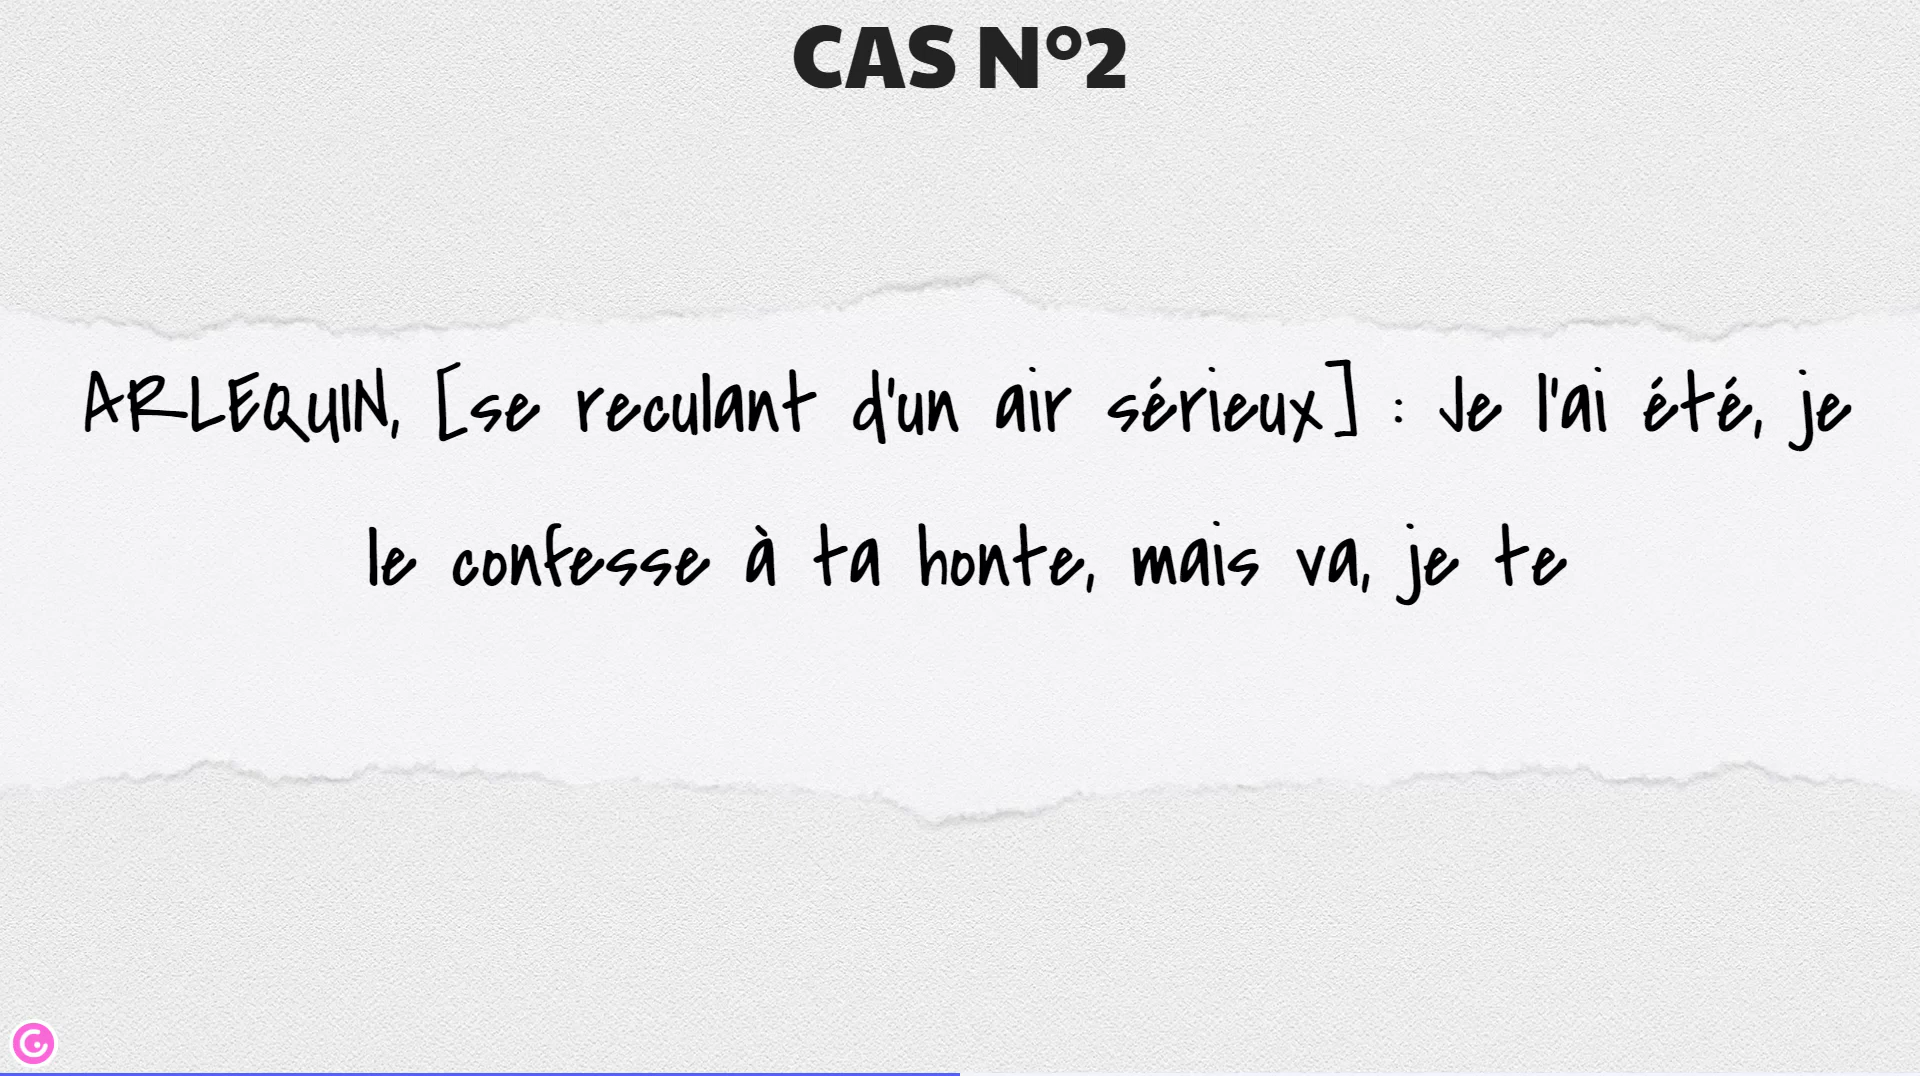 CAS N°2
ARLEQUIN, [se reculant d'un air sérieux] : Je l'ai été, je
le confesse à ta honte, mais va, je te